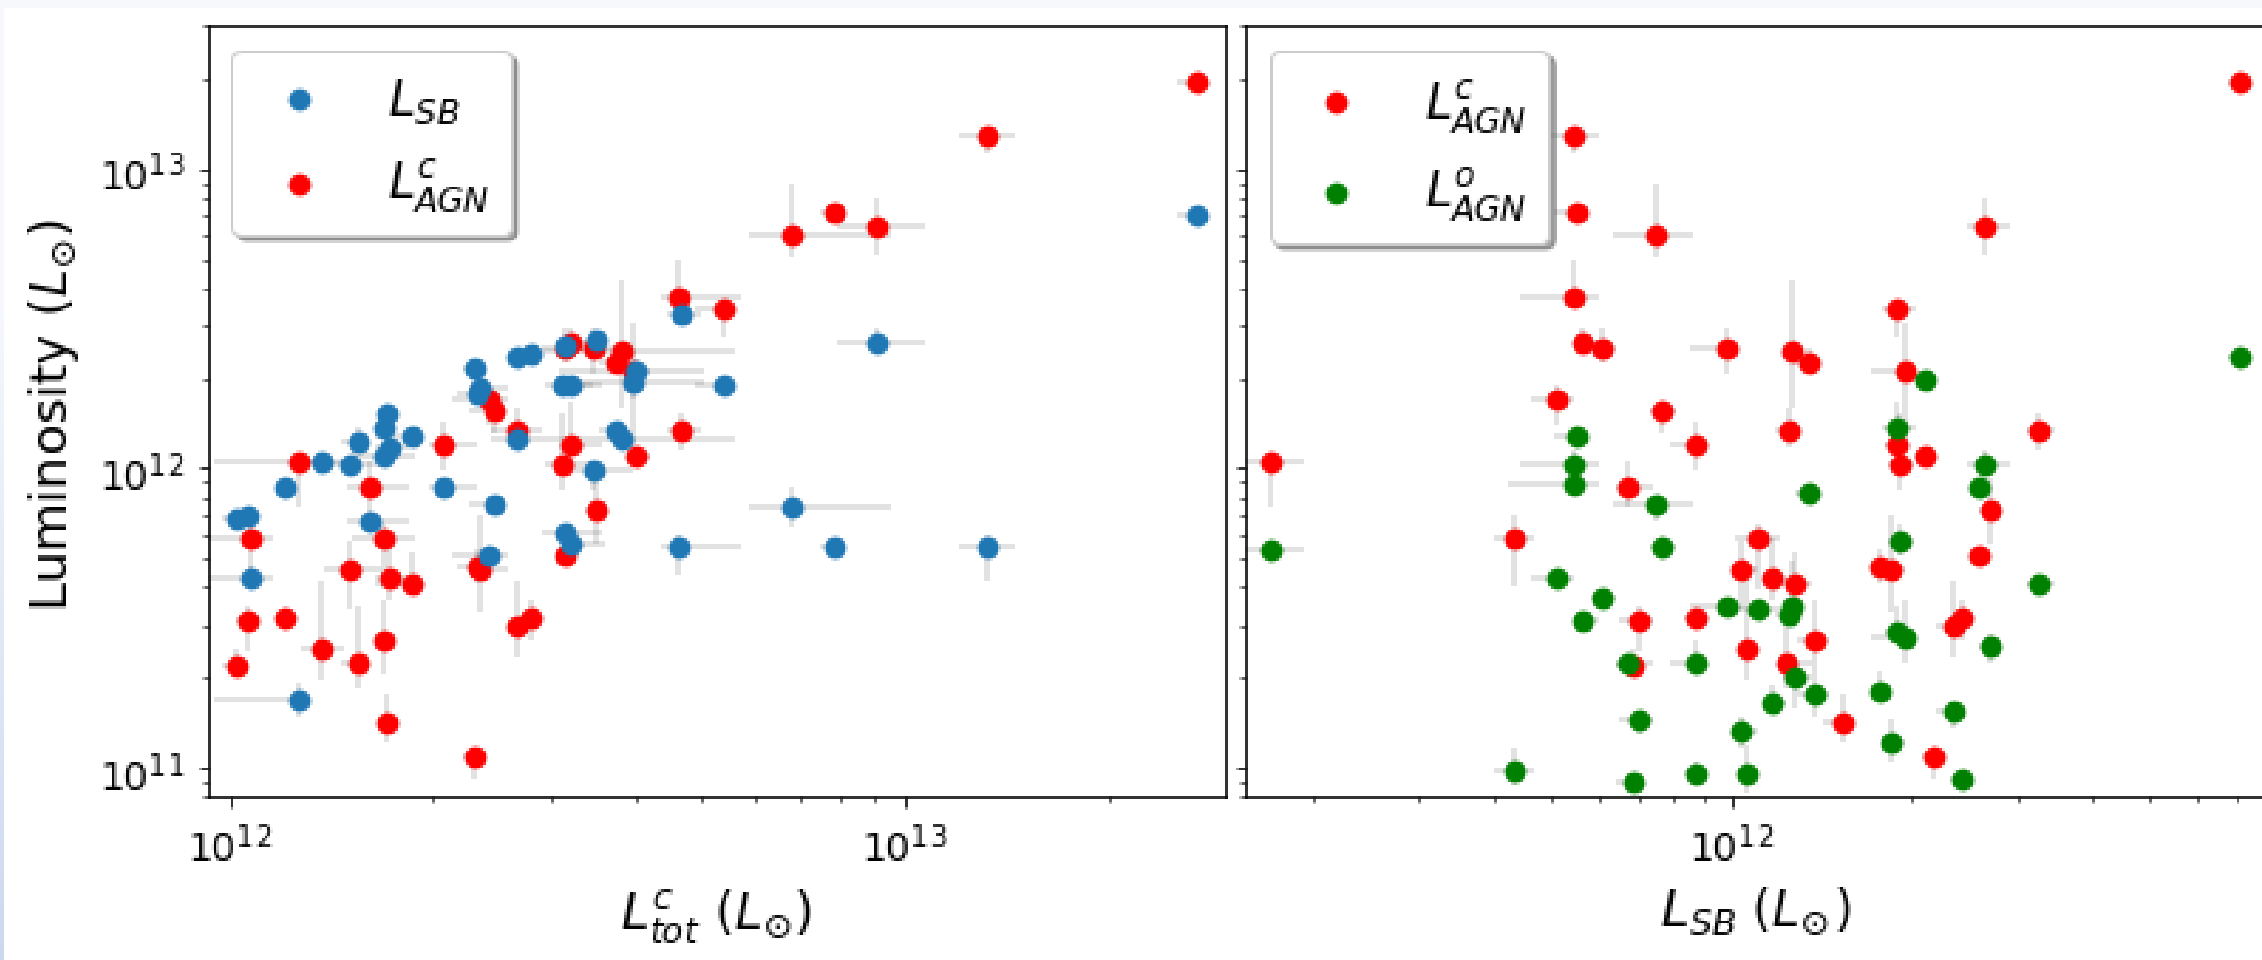 L_SB
L^c_AGN
L^c_AGN
L^o_AGN
Luminosity (L_⊙)
10^13
10^12
10^11
10^12
10^13
10^12
L^c_tot (L_⊙)
L_SB (L_⊙)